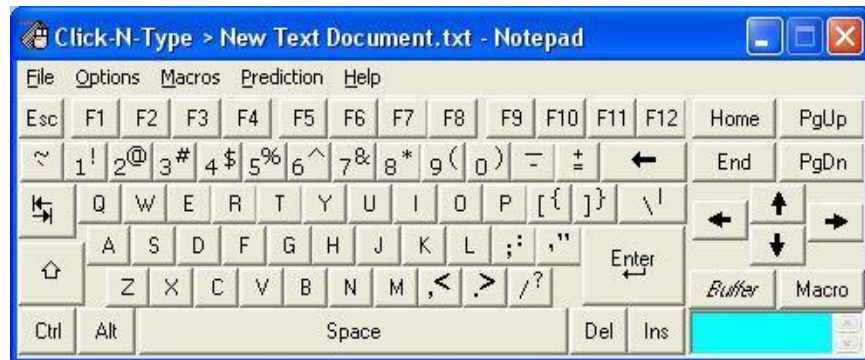 Click-N-Type > New Text Document.txt - Notepad
File Options Macros Prediction Help
Esc F1 F2 F3 F4 F5 F6 F7 F8 F9 F10 F11 F12 Home PgUp
~ 1! 2@ 3# 4$ 5% 6^ 7& 8* 9( 0) - _ + = ← End PgDn
Q W E R T Y U I O P [{ ]} \| ← ↑ →
A S D F G H J K L ;: '" Enter ↓
Z X C V B N M ,< .> /? Buffer Macro
Ctrl Alt Space Del Ins